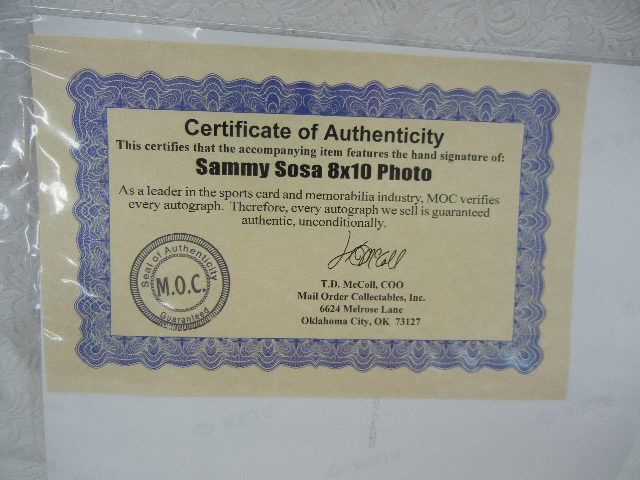 Certificate of Authenticity
This certifies that the accompanying item features the hand signature of:
Sammy Sosa 8x10 Photo
As a leader in the sports card and memorabilia industry, MOC verifies
every autograph. Therefore, every autograph we sell is guaranteed
authentic, unconditionally.
Seal of Authenticity
M.O.C.
Guaranteed
T.D. McColl, COO
Mail Order Collectables, Inc.
6624 Melrose Lane
Oklahoma City, OK 73127